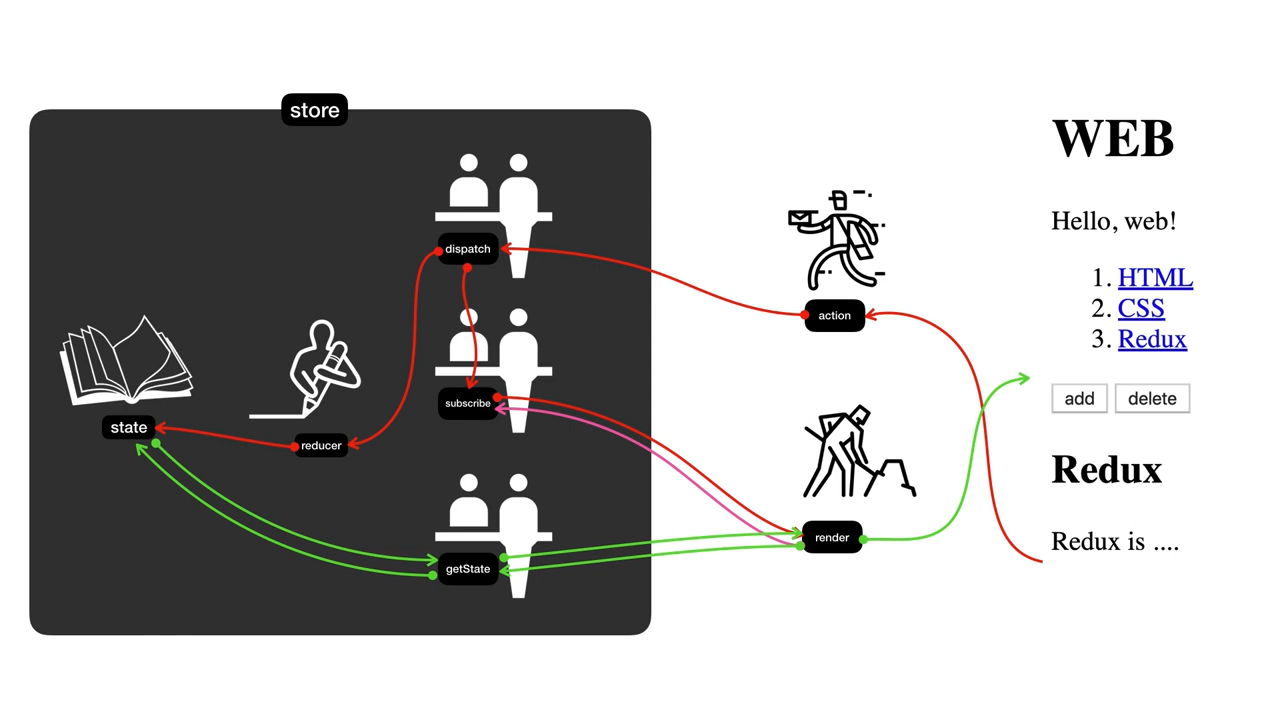 store
dispatch
subscribe
state
reducer
getState
action
render
WEB
Hello, web!
1. HTML
2. CSS
3. Redux
add delete
Redux
Redux is ....